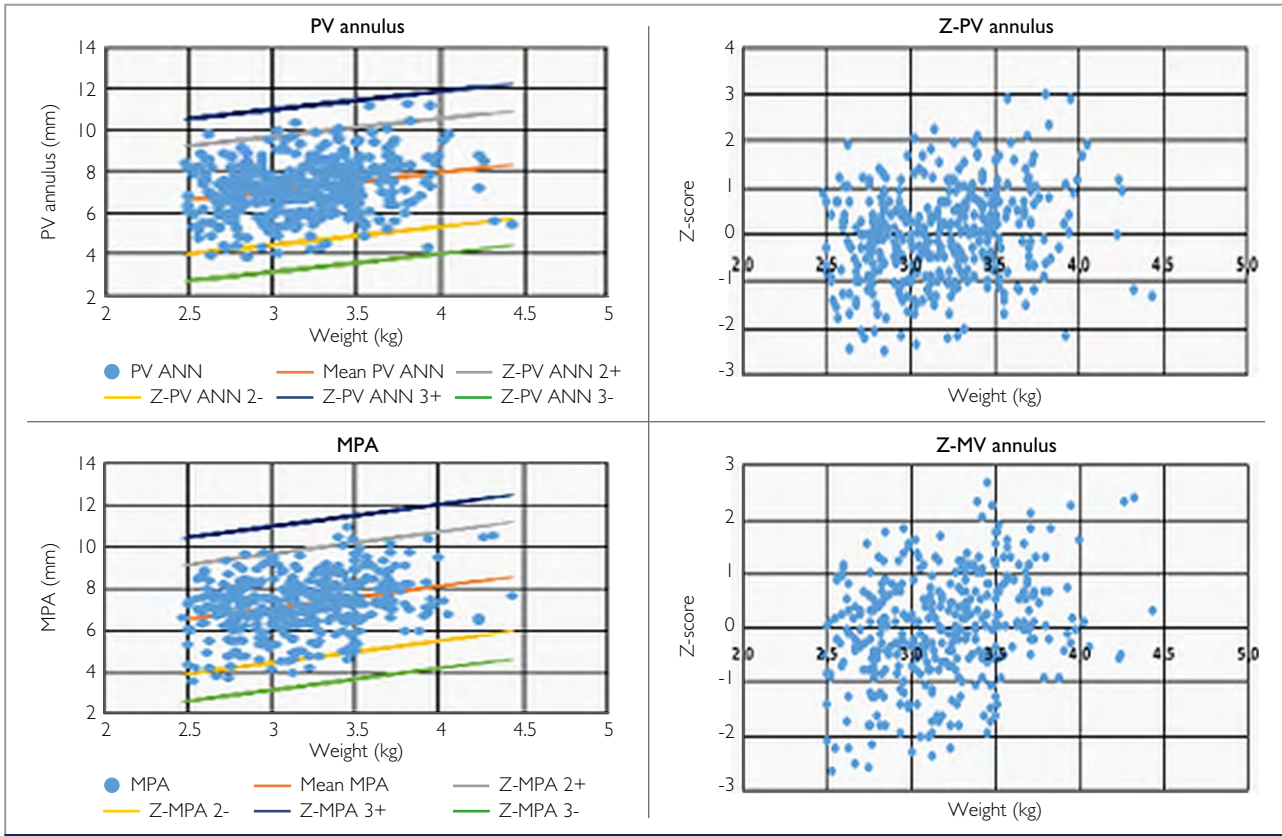 PV annulus
14
12
10
8
6
4
2
PV annulus (mm)
2 2.5 3 3.5 4 4.5 5
Weight (kg)
PV ANN Mean PV ANN Z-PV ANN 2+
Z-PV ANN 2- Z-PV ANN 3+ Z-PV ANN 3-
Z-PV annulus
4
3
2
1
0
-1
-2
-3
Z-score
2.0 2.5 3.0 3.5 4.0 4.5 5.0
Weight (kg)
MPA
14
12
10
8
6
4
2
MPA (mm)
2 2.5 3 3.5 4 4.5 5
Weight (kg)
MPA Mean MPA Z-MPA 2+
Z-MPA 2- Z-MPA 3+ Z-MPA 3-
Z-MV annulus
3
2
1
0
-1
-2
-3
Z-score
2.0 2.5 3.0 3.5 4.0 4.5 5.0
Weight (kg)